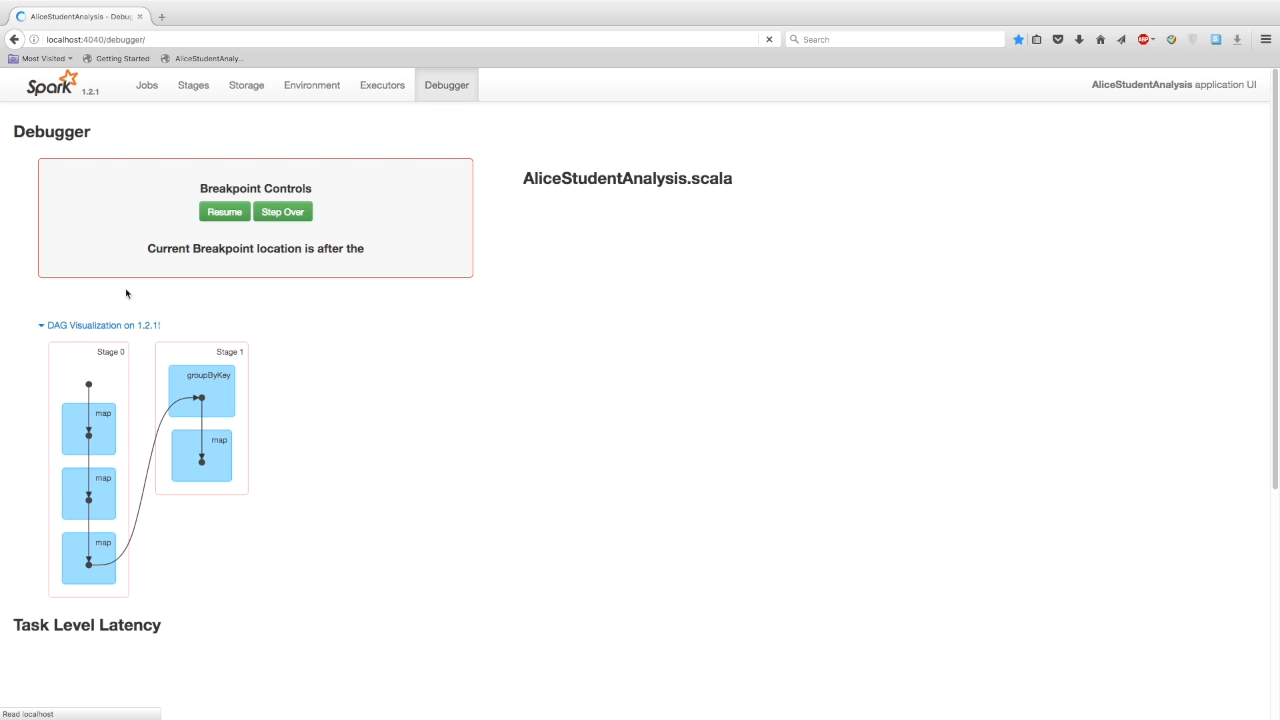 AliceStudentAnalysis - Debug
localhost:4040/debugger/
Search
ABP
Most Visited
Getting Started
AliceStudentAnaly...
Spark 1.2.1
Jobs
Stages
Storage
Environment
Executors
Debugger
AliceStudentAnalysis application UI
Debugger
Breakpoint Controls
Resume
Step Over
Current Breakpoint location is after the
AliceStudentAnalysis.scala
DAG Visualization on 1.2.1!
Stage 0
map
map
map
Stage 1
groupByKey
map
Task Level Latency
Read localhost